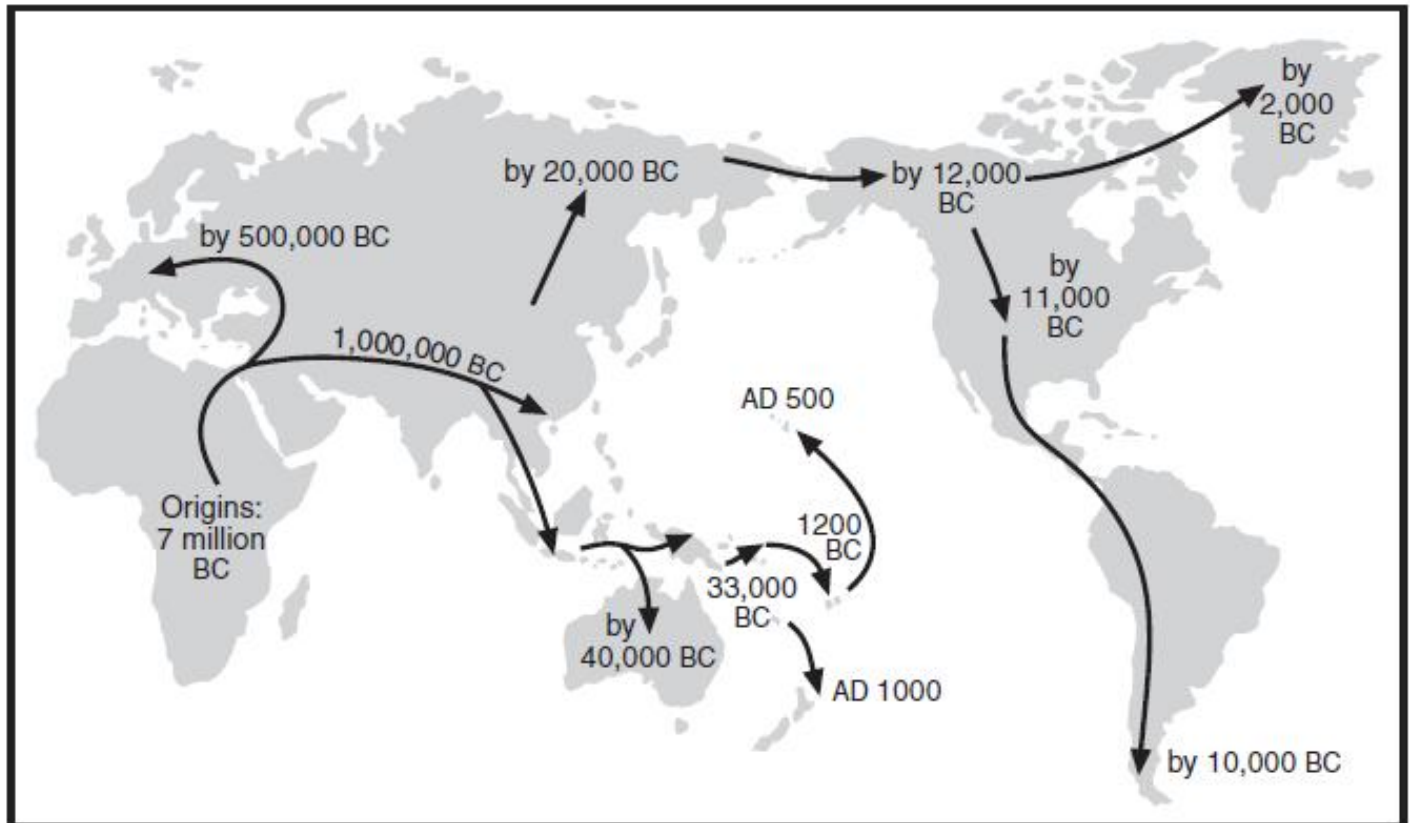 by
2,000
BC
by 20,000 BC
by 12,000
BC
by 500,000 BC
by
11,000
BC
1,000,000 BC
AD 500
Origins:
7 million
BC
1200
BC
33,000
BC
by
40,000 BC
AD 1000
by 10,000 BC